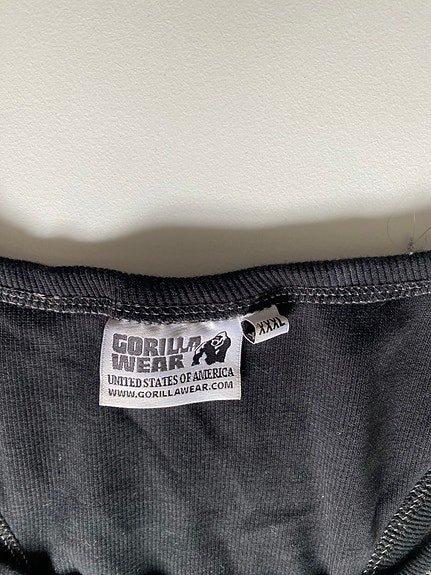 GORILLA
WEAR
UNITED STATES OF AMERICA
WWW.GORILLAWEAR.COM
XXXL